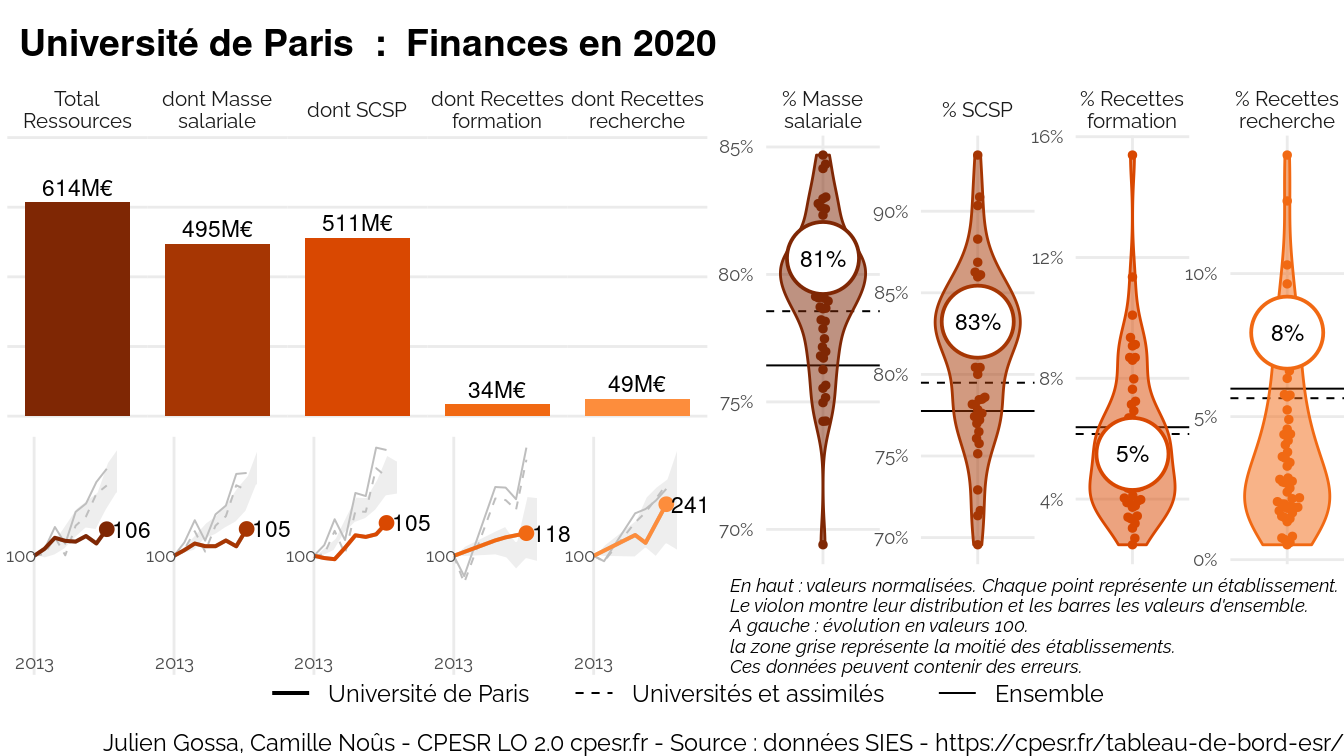 Université de Paris : Finances en 2020
Total
Ressources
dont Masse
salariale
dont SCSP
dont Recettes
formation
dont Recettes
recherche
614M€
495M€
511M€
34M€
49M€
% Masse
salariale
% SCSP
% Recettes
formation
% Recettes
recherche
85%
80%
75%
70%
81%
90%
85%
80%
75%
70%
83%
16%
12%
8%
4%
5%
10%
5%
0%
8%
100
106
2013
100
105
2013
100
105
2013
100
118
2013
100
241
2013
En haut : valeurs normalisées. Chaque point représente un établissement.
Le violon montre leur distribution et les barres les valeurs d'ensemble.
A gauche : évolution en valeurs 100.
la zone grise représente la moitié des établissements.
Ces données peuvent contenir des erreurs.
Université de Paris
Universités et assimilés
Ensemble
Julien Gossa, Camille Noûs - CPESR LO 2.0 cpesr.fr - Source : données SIES - https://cpesr.fr/tableau-de-bord-esr/